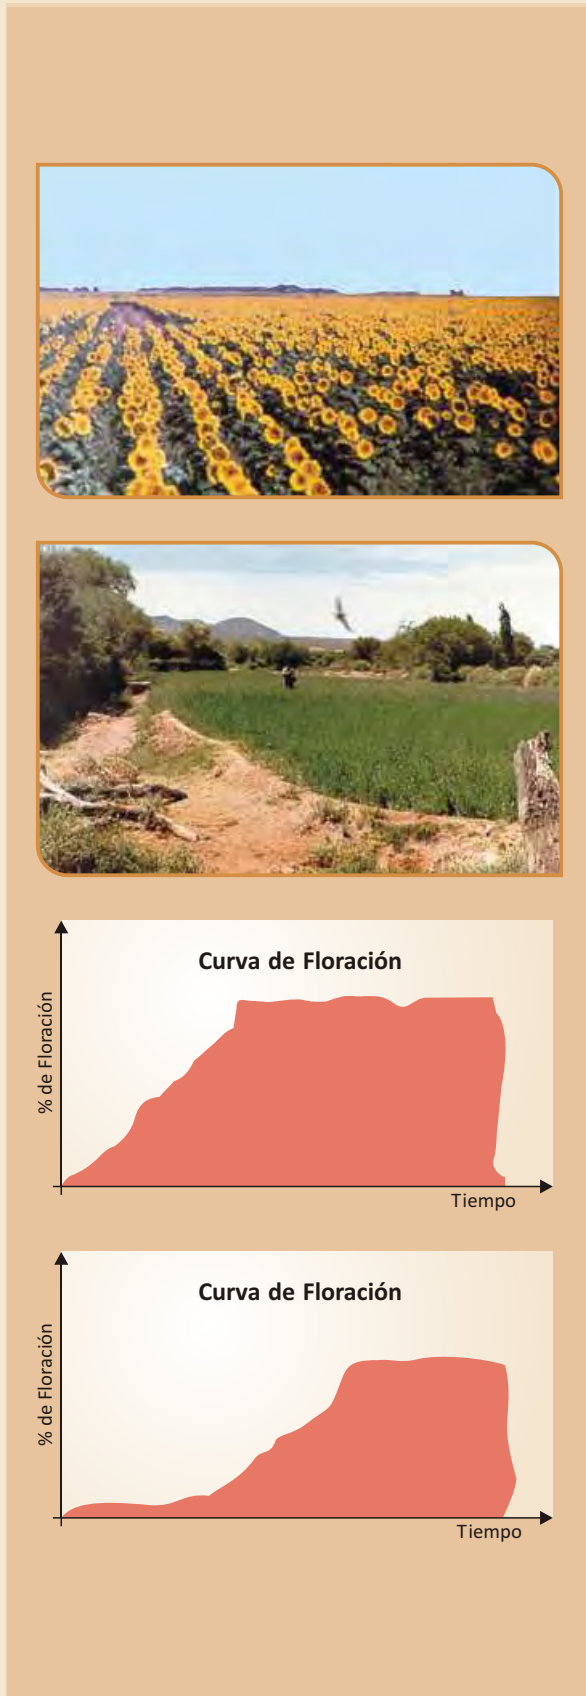 Curva de Floración
% de Floración
Tiempo
Curva de Floración
% de Floración
Tiempo